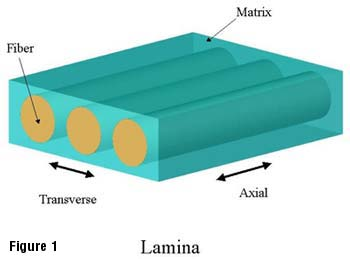 Matrix
Fiber
Transverse
Axial
Figure 1
Lamina